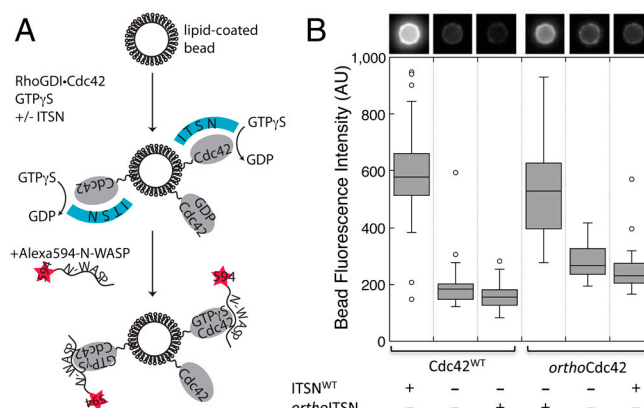 A
lipid-coated
bead
RhoGDI•Cdc42
GTPγS
+/- ITSN
ITSN
Cdc42
GTPγS
GDP
GTPγS
GDP
Cdc42
ITSN
GDP
Cdc42
+Alexa594-N-WASP
594
N-WASP
594
N-WASP
GTPγS
Cdc42
GTPγS
Cdc42
N-WASP
594
Cdc42
B
Bead Fluorescence Intensity (AU)
1,000
800
600
400
200
0
Cdc42WT
orthoCdc42
ITSNWT + – – – – +
orthoITSN – – + + – –